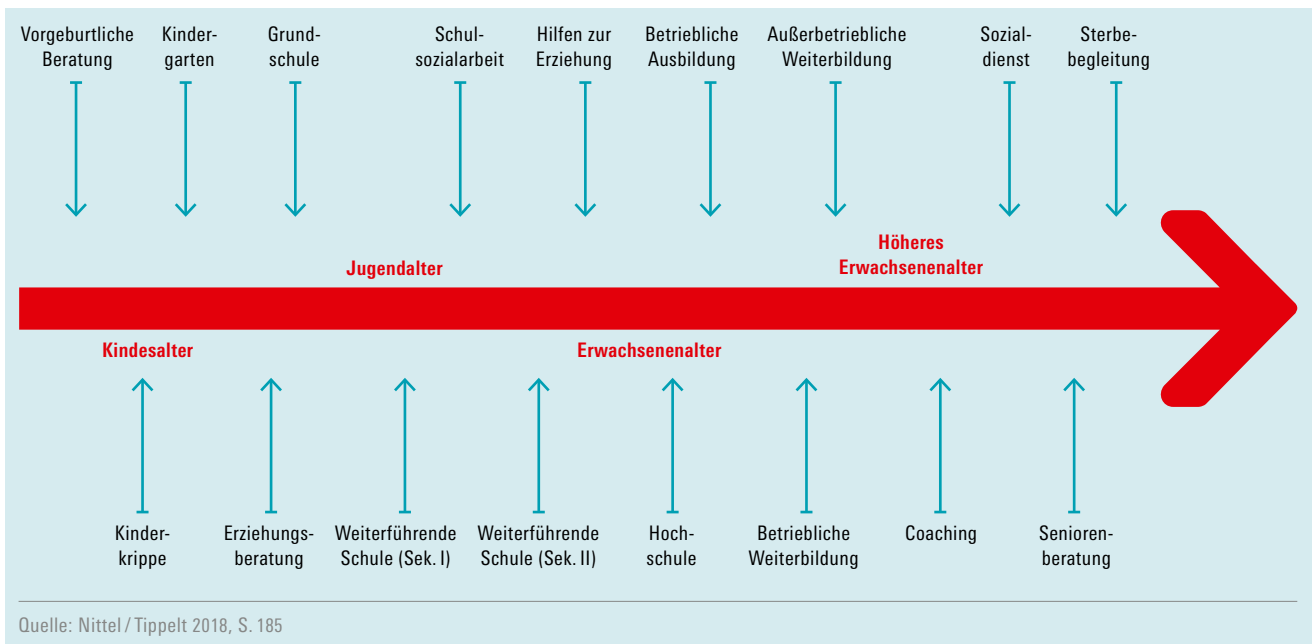 Vorgeburtliche
Beratung
Kinder-
garten
Grund-
schule
Schul-
sozialarbeit
Hilfen zur
Erziehung
Betriebliche
Ausbildung
Außerbetriebliche
Weiterbildung
Sozial-
dienst
Sterbe-
begleitung
Jugendalter
Höheres
Erwachsenenalter
Kindesalter
Erwachsenenalter
Kinder-
krippe
Erziehungs-
beratung
Weiterführende
Schule (Sek. I)
Weiterführende
Schule (Sek. II)
Hoch-
schule
Betriebliche
Weiterbildung
Coaching
Senioren-
beratung
Quelle: Nittel / Tippelt 2018, S. 185